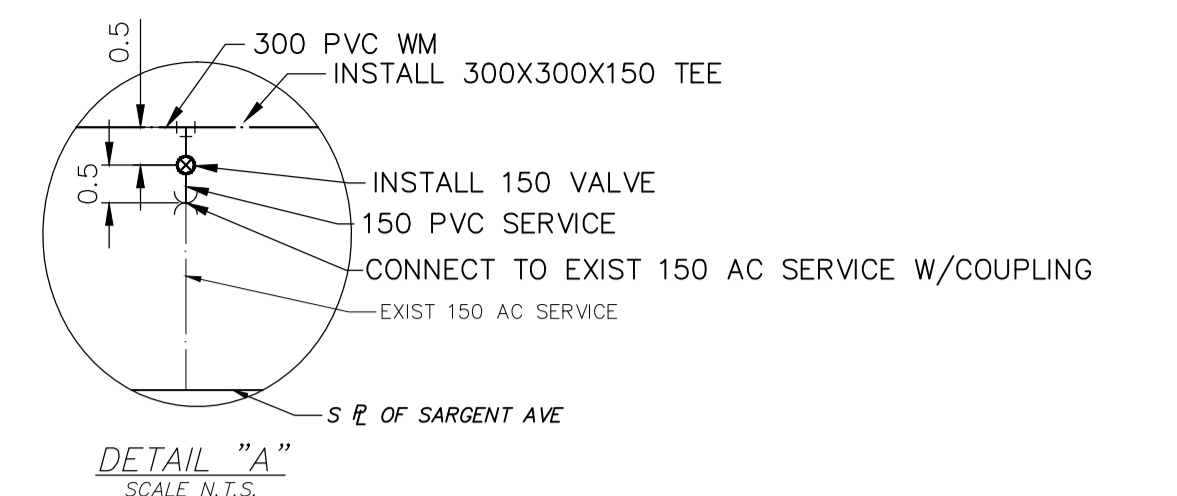 0.5
300 PVC WM
INSTALL 300X300X150 TEE
0.5
INSTALL 150 VALVE
150 PVC SERVICE
CONNECT TO EXIST 150 AC SERVICE W/COUPLING
EXIST 150 AC SERVICE
S ⅊ OF SARGENT AVE
DETAIL "A"
SCALE N.T.S.